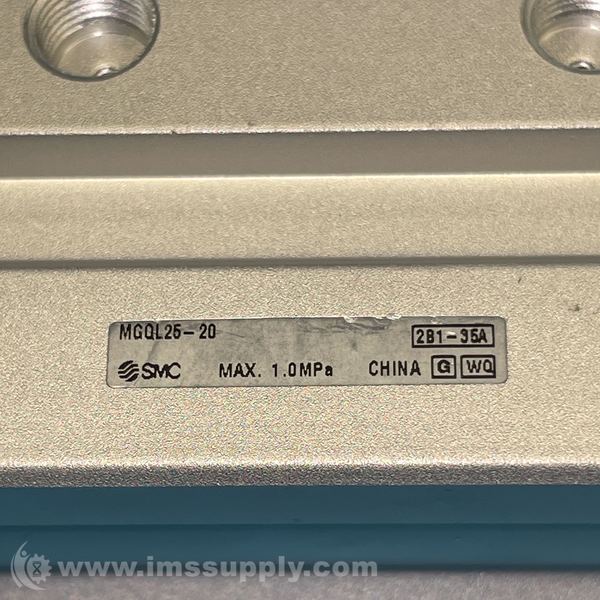 MGQL25-20 2B1-35A
SMC MAX. 1.0MPa CHINA G WQ
www.imssupply.com